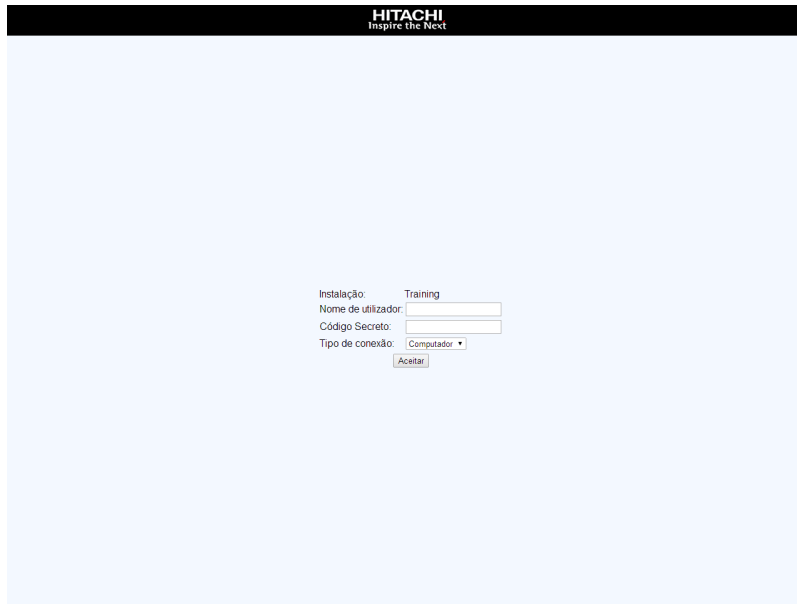 HITACHI
Inspire the Next
Instalação: Training
Nome de utilizador:
Código Secreto:
Tipo de conexão: Computador
Aceitar